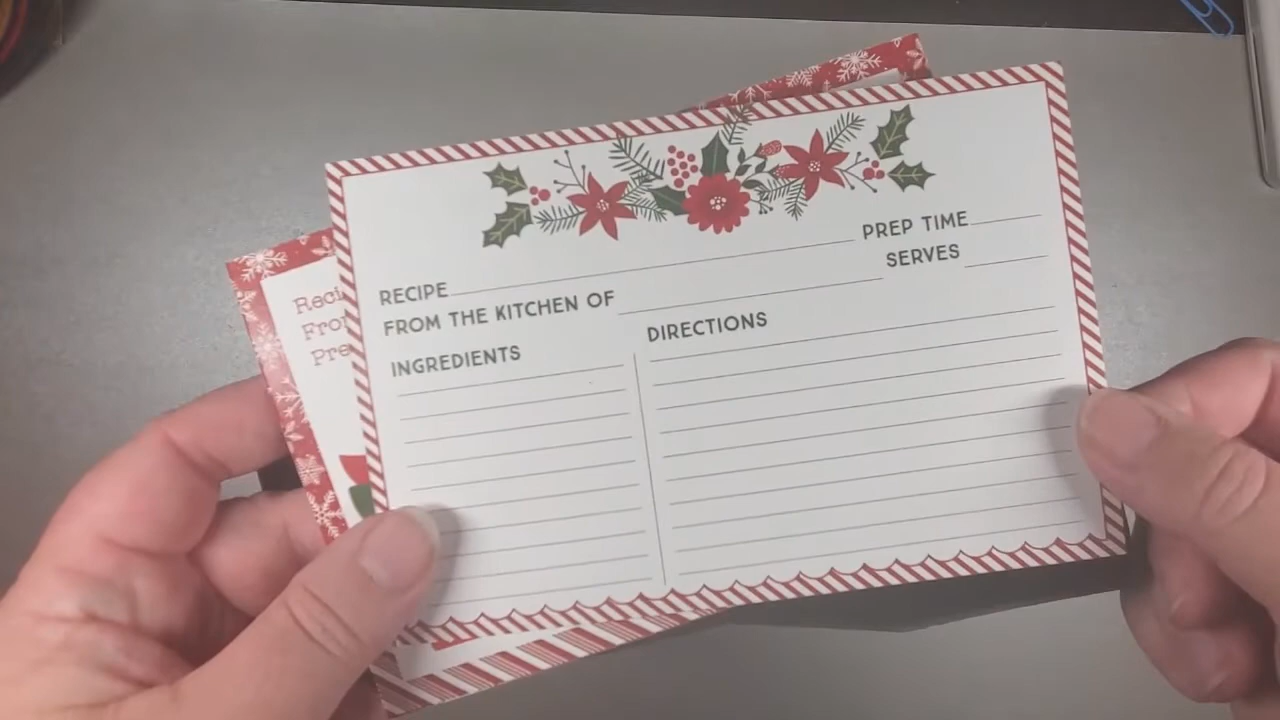 RECIPE
PREP TIME
FROM THE KITCHEN OF
SERVES
INGREDIENTS
DIRECTIONS